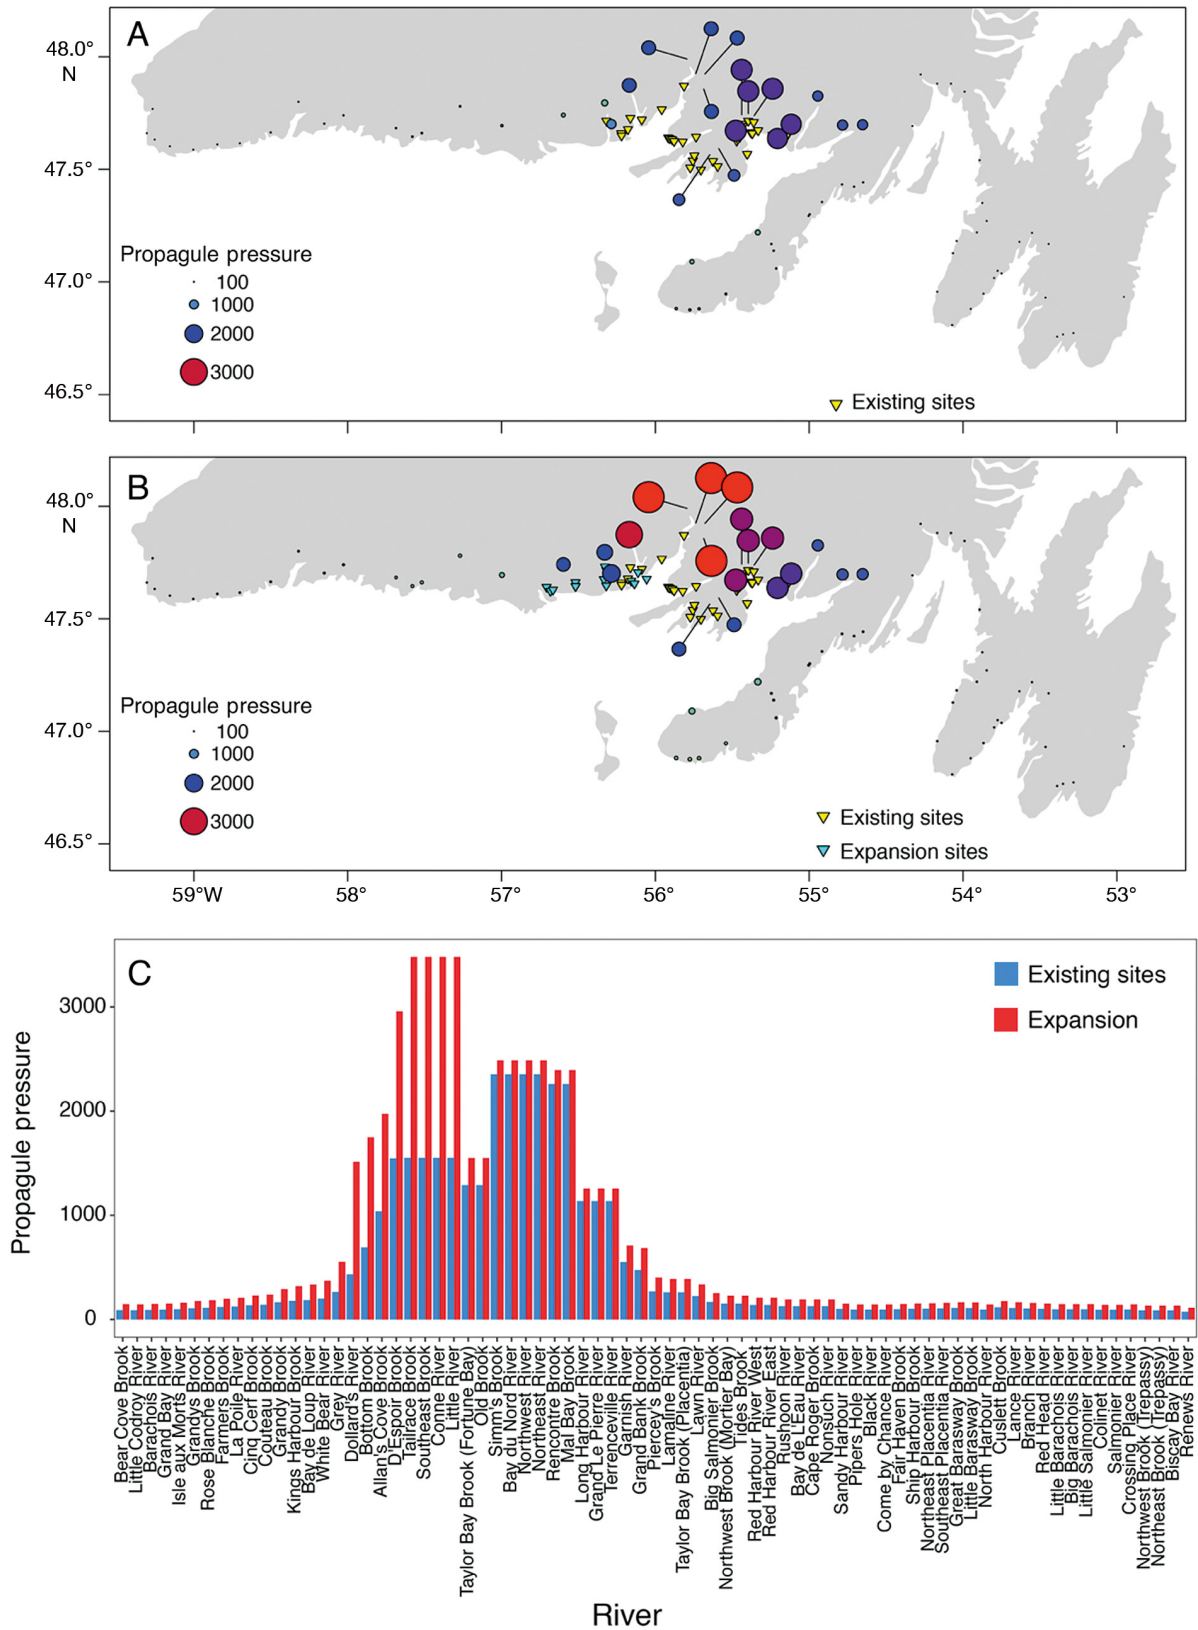 A
48.0°
N
47.5°
47.0°
46.5°
Propagule pressure
100
1000
2000
3000
Existing sites
B
48.0°
N
47.5°
47.0°
46.5°
Propagule pressure
100
1000
2000
3000
Existing sites
Expansion sites
59°W
58°
57°
56°
55°
54°
53°
C
Existing sites
Expansion
Propagule pressure
3000
2000
1000
0
Bear Cove Brook
Little Codroy River
Barachois River
Grand Bay River
Isle aux Morts River
Grandys Brook
Rose Blanche Brook
Farmers Brook
La Poile River
Cinq Cerf Brook
Couteau Brook
Grandy Brook
Kings Harbour Brook
Bay de Loup River
White Bear River
Grey River
Dollard's River
Bottom Brook
Allan's Cove Brook
D'Espoir Brook
Tailrace Brook
Southeast Brook
Conne River
Little River
Taylor Bay Brook (Fortune Bay)
Old Brook
Simm's Brook
Bay du Nord River
Northwest River
Northeast River
Rencontre Brook
Mal Bay Brook
Long Harbour River
Grand Le Pierre River
Terrenceville River
Garnish River
Grand Bank Brook
Piercey's Brook
Lamaline River
Taylor Bay Brook (Placentia)
Lawn River
Big Salmonier Brook
Northwest Brook (Mortier Bay)
Tides Brook
Red Harbour River West
Red Harbour River East
Rushoon River
Bay de L'Eau River
Cape Roger Brook
Nonsuch River
Sandy Harbour River
Pipers Hole River
Black River
Come by Chance River
Fair Haven Brook
Ship Harbour Brook
Northeast Placentia River
Southeast Placentia River
Great Barasway Brook
Little Barasway Brook
North Harbour River
Cuslett Brook
Lance River
Branch River
Red Head River
Little Barachois River
Big Barachois River
Little Salmonier River
Colinet River
Salmonier River
Crossing Place River
Northwest Brook (Trepassy)
Northeast Brook (Trepassy)
Biscay Bay River
Renews River
River